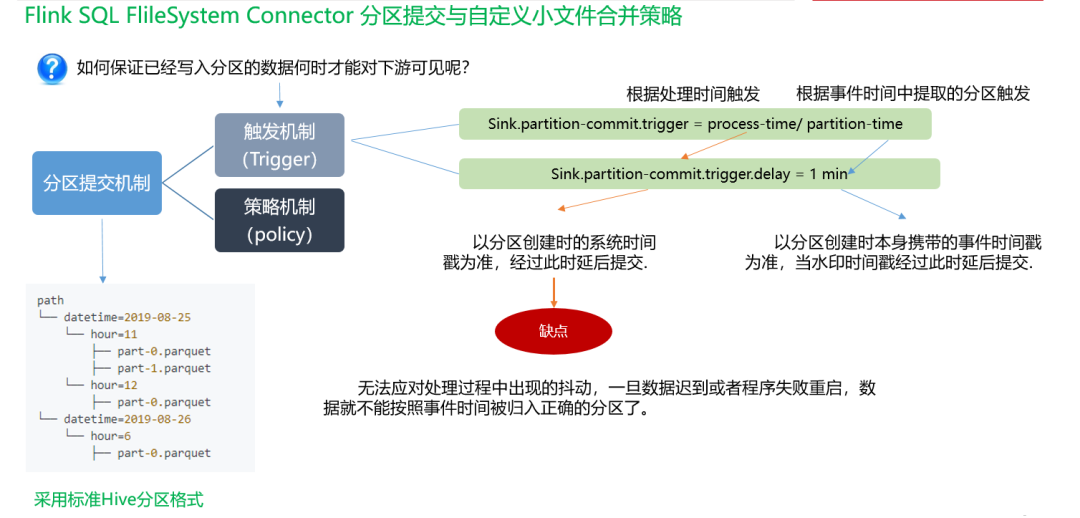 Flink SQL FlileSystem Connector 分区提交与自定义小文件合并策略
? 如何保证已经写入分区的数据何时才能对下游可见呢？
根据处理时间触发
根据事件时间中提取的分区触发
触发机制
（Trigger）
Sink.partition-commit.trigger = process-time/ partition-time
分区提交机制
Sink.partition-commit.trigger.delay = 1 min
策略机制
（policy）
以分区创建时的系统时间
戳为准，经过此时延后提交.
以分区创建时本身携带的事件时间戳
为准，当水印时间戳经过此时延后提交.
缺点
无法应对处理过程中出现的抖动，一旦数据迟到或者程序失败重启，数
据就不能按照事件时间被归入正确的分区了。
path
└── datetime=2019-08-25
└── hour=11
├── part-0.parquet
├── part-1.parquet
└── hour=12
├── part-0.parquet
└── datetime=2019-08-26
└── hour=6
├── part-0.parquet
采用标准Hive分区格式